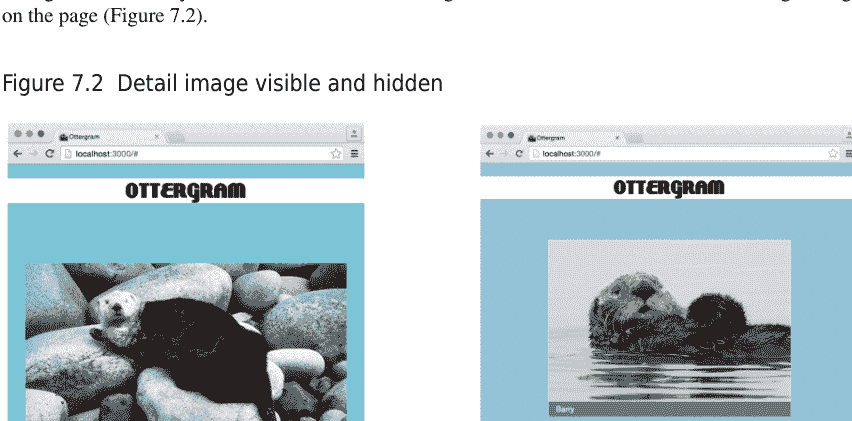 on the page (Figure 7.2).
Figure 7.2 Detail image visible and hidden
Ottergram
localhost:3000/#
OTTERGRAM
Ottergram
localhost:3000/#
OTTERGRAM
Barry